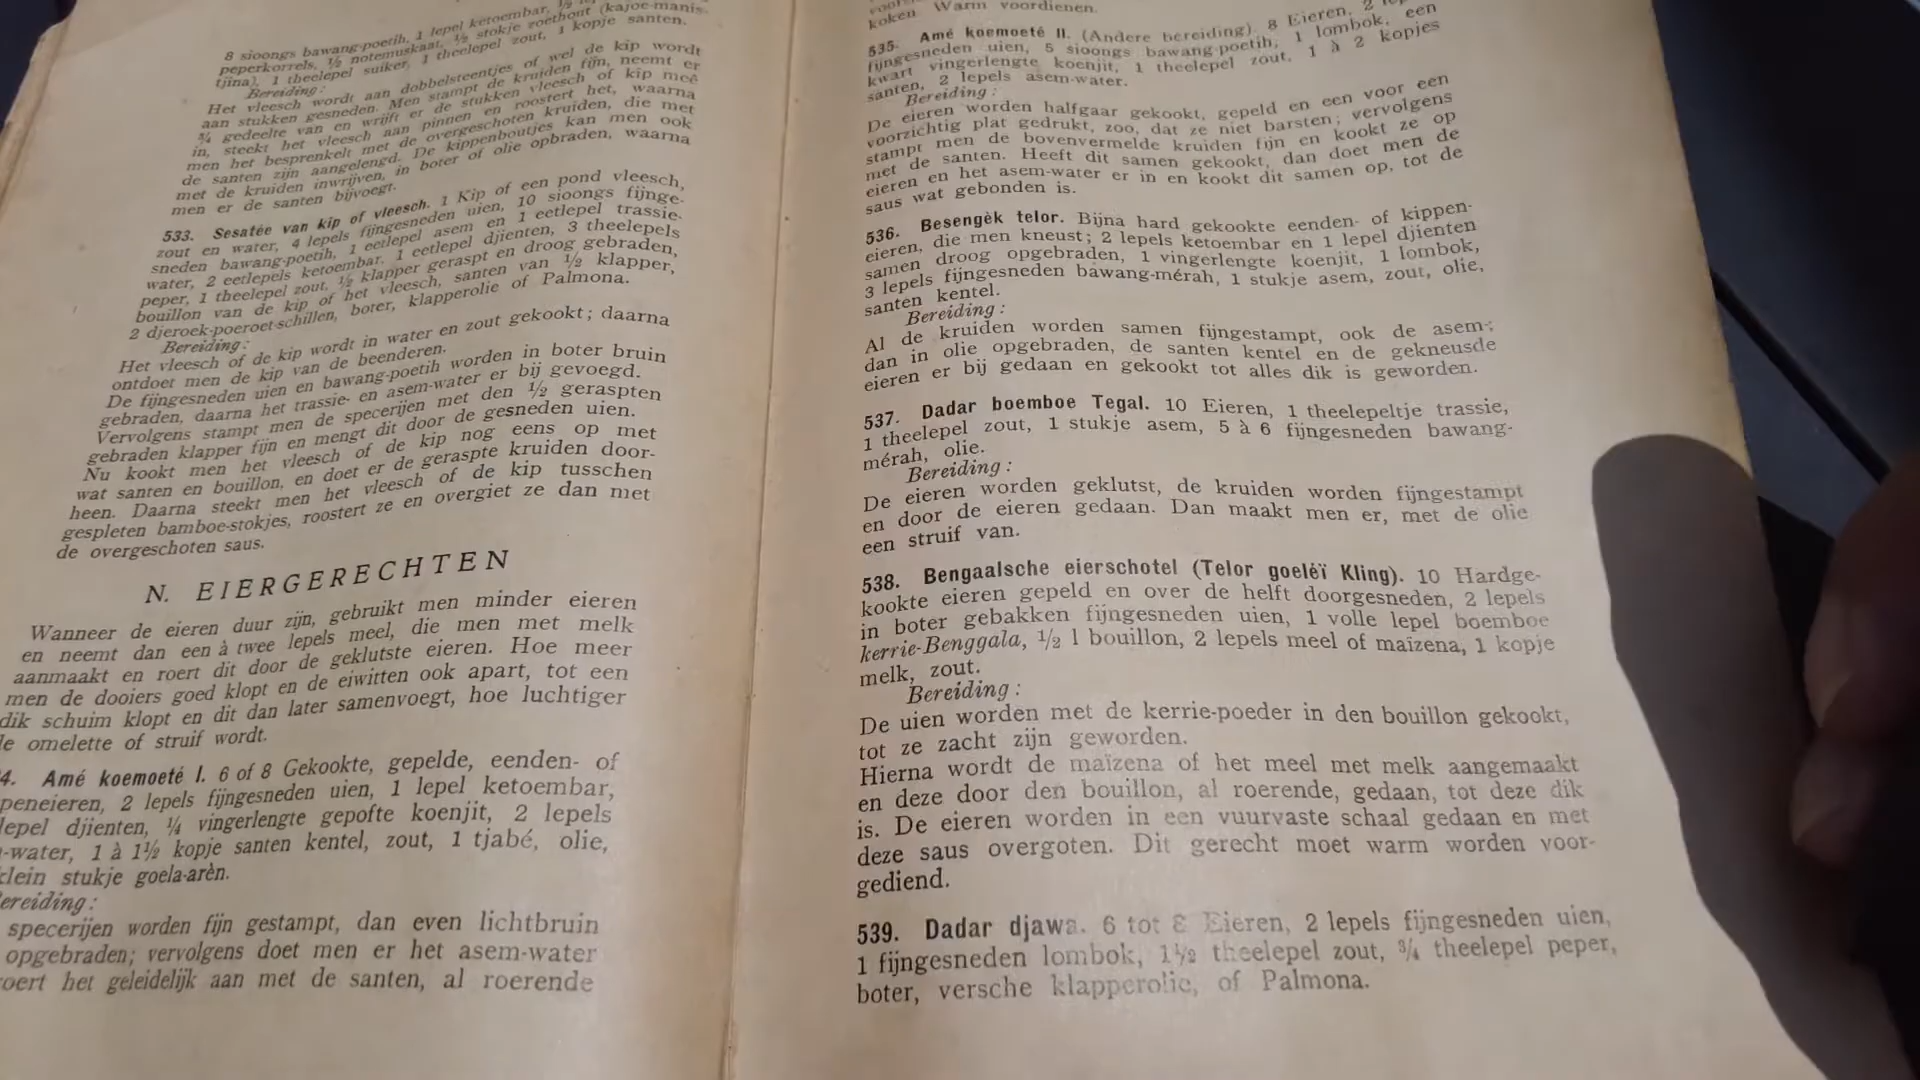 8 sioongs bawang-poetih, 1 lepel ketoembar, ½
peperkorrels, ½ notemuskaat, ½ stokje zoethout (kajoe-manis-
tjina), 1 theelepel suiker, 1 theelepel zout, 1 kopje santen.
Bereiding:
Het vleesch wordt aan dobbelsteentjes of wel de kip wordt
aan stukken gesneden. Men stampt de kruiden fijn, neemt er
¾ gedeelte van en wrijft er de stukken vleesch of kip meê
in, steekt het vleesch aan pinnen en roostert het, waarna
men het besprenkelt met de overgeschoten kruiden, die met
de santen zijn aangelengd. De kippenboutjes kan men ook
met de kruiden inwrijven, in boter of olie opbraden, waarna
men er de santen bijvoegt.
533. Sesatée van kip of vleesch. 1 Kip of een pond vleesch,
zout en water, 4 lepels fijngesneden uien, 10 sioongs fijnge-
sneden bawang-poetih, 1 eetlepel asem en 1 eetlepel trassie-
water, 2 eetlepels ketoembar, 1 eetlepel djienten, 3 theelepels
peper, 1 theelepel zout, ½ klapper geraspt en droog gebraden,
bouillon van de kip of het vleesch, santen van ½ klapper,
2 djeroek-poeroet-schillen, boter, klapperolie of Palmona.
Bereiding:
Het vleesch of de kip wordt in water en zout gekookt; daarna
ontdoet men de kip van de beenderen.
De fijngesneden uien en bawang-poetih worden in boter bruin
gebraden, daarna het trassie- en asem-water er bij gevoegd.
Vervolgens stampt men de specerijen met den ½ geraspten
gebraden klapper fijn en mengt dit door de gesneden uien.
Nu kookt men het vleesch of de kip nog eens op met
wat santen en bouillon, en doet er de geraspte kruiden door-
heen. Daarna steekt men het vleesch of de kip tusschen
gespleten bamboe-stokjes, roostert ze en overgiet ze dan met
de overgeschoten saus.
N. EIERGERECHTEN
Wanneer de eieren duur zijn, gebruikt men minder eieren
en neemt dan een à twee lepels meel, die men met melk
aanmaakt en roert dit door de geklutste eieren. Hoe meer
men de dooiers goed klopt en de eiwitten ook apart, tot een
dik schuim klopt en dit dan later samenvoegt, hoe luchtiger
de omelette of struif wordt.
4. Amé koemoeté I. 6 of 8 Gekookte, gepelde, eenden- of
peneieren, 2 lepels fijngesneden uien, 1 lepel ketoembar,
lepel djienten, ¼ vingerlengte gepofte koenjit, 2 lepels
-water, 1 à 1½ kopje santen kentel, zout, 1 tjabé, olie,
klein stukje goela-arèn.
ereiding:
specerijen worden fijn gestampt, dan even lichtbruin
opgebraden; vervolgens doet men er het asem-water
oert het geleidelijk aan met de santen, al roerende
koken. Warm voordienen.
535. Amé koemoeté II. (Andere bereiding). 8 Eieren, 2
fijngesneden uien, 5 sioongs bawang-poetih, 1 lombok, een
kwart vingerlengte koenjit, 1 theelepel zout, 1 à 2 kopjes
santen, 2 lepels asem-water.
Bereiding:
De eieren worden halfgaar gekookt, gepeld en een voor een
voorzichtig plat gedrukt, zoo, dat ze niet barsten; vervolgens
stampt men de bovenvermelde kruiden fijn en kookt ze op
met de santen. Heeft dit samen gekookt, dan doet men de
eieren en het asem-water er in en kookt dit samen op, tot de
saus wat gebonden is.
536. Besengèk telor. Bijna hard gekookte eenden- of kippen-
eieren, die men kneust; 2 lepels ketoembar en 1 lepel djienten
samen droog opgebraden, 1 vingerlengte koenjit, 1 lombok,
3 lepels fijngesneden bawang-mérah, 1 stukje asem, zout, olie,
santen kentel.
Bereiding:
Al de kruiden worden samen fijngestampt, ook de asem;
dan in olie opgebraden, de santen kentel en de gekneusde
eieren er bij gedaan en gekookt tot alles dik is geworden.
537. Dadar boemboe Tegal. 10 Eieren, 1 theelepeltje trassie,
1 theelepel zout, 1 stukje asem, 5 à 6 fijngesneden bawang-
mérah, olie.
Bereiding:
De eieren worden geklutst, de kruiden worden fijngestampt
en door de eieren gedaan. Dan maakt men er, met de olie
een struif van.
538. Bengaalsche eierschotel (Telor goelèï Kling). 10 Hardge-
kookte eieren gepeld en over de helft doorgesneden, 2 lepels
in boter gebakken fijngesneden uien, 1 volle lepel boemboe
kerrie-Benggala, ½ l bouillon, 2 lepels meel of maïzena, 1 kopje
melk, zout.
Bereiding:
De uien worden met de kerrie-poeder in den bouillon gekookt,
tot ze zacht zijn geworden.
Hierna wordt de maïzena of het meel met melk aangemaakt
en deze door den bouillon, al roerende, gedaan, tot deze dik
is. De eieren worden in een vuurvaste schaal gedaan en met
deze saus overgoten. Dit gerecht moet warm worden voor-
gediend.
539. Dadar djawa. 6 tot 8 Eieren, 2 lepels fijngesneden uien,
1 fijngesneden lombok, 1½ theelepel zout, ¾ theelepel peper,
boter, versche klapperolie, of Palmona.